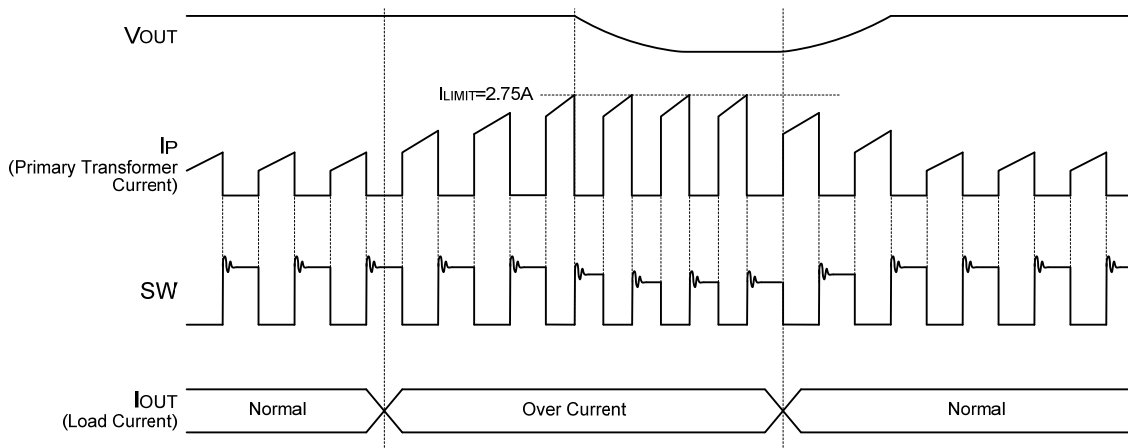 VOUT
ILIMIT=2.75A
IP
(Primary Transformer
Current)
SW
IOUT
(Load Current)
Normal
Over Current
Normal